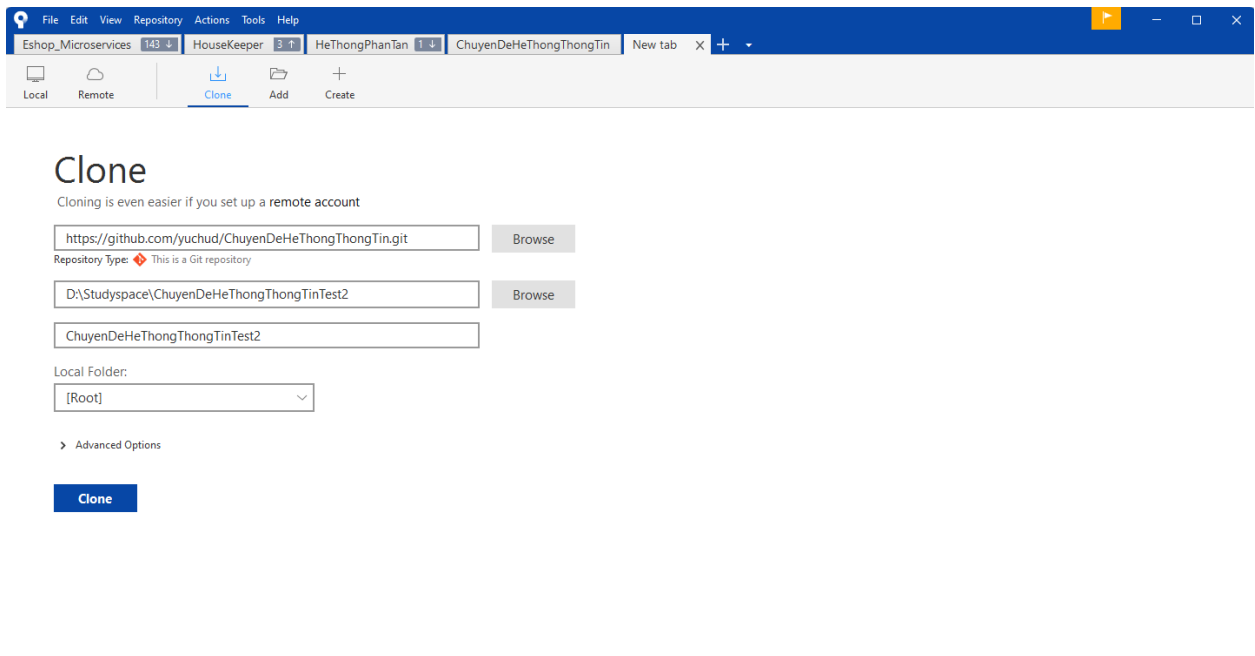 File Edit View Repository Actions Tools Help
Eshop_Microservices 143 ↓ HouseKeeper 3 ↑ HeThongPhanTan 1 ↓ ChuyenDeHeThongThongTin New tab
Local Remote Clone Add Create
Clone
Cloning is even easier if you set up a remote account
https://github.com/yuchud/ChuyenDeHeThongThongTin.git Browse
Repository Type: This is a Git repository
D:\Studyspace\ChuyenDeHeThongThongTinTest2 Browse
ChuyenDeHeThongThongTinTest2
Local Folder:
[Root]
Advanced Options
Clone